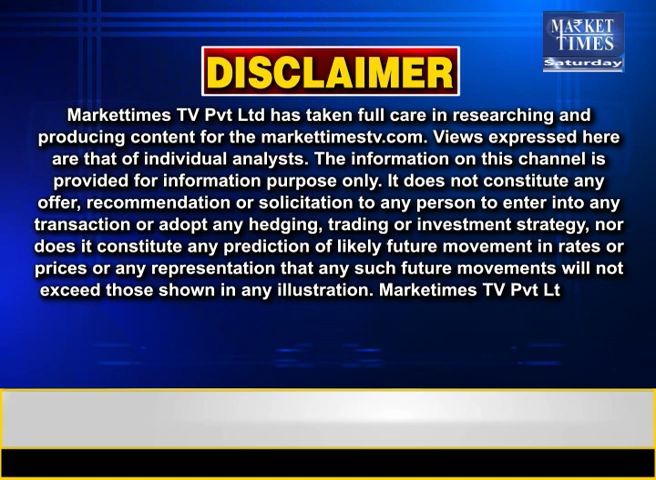 MARKET
TIMES
Saturday
DISCLAIMER
Markettimes TV Pvt Ltd has taken full care in researching and
producing content for the markettimestv.com. Views expressed here
are that of individual analysts. The information on this channel is
provided for information purpose only. It does not constitute any
offer, recommendation or solicitation to any person to enter into any
transaction or adopt any hedging, trading or investment strategy, nor
does it constitute any prediction of likely future movement in rates or
prices or any representation that any such future movements will not
exceed those shown in any illustration. Marketimes TV Pvt Lt